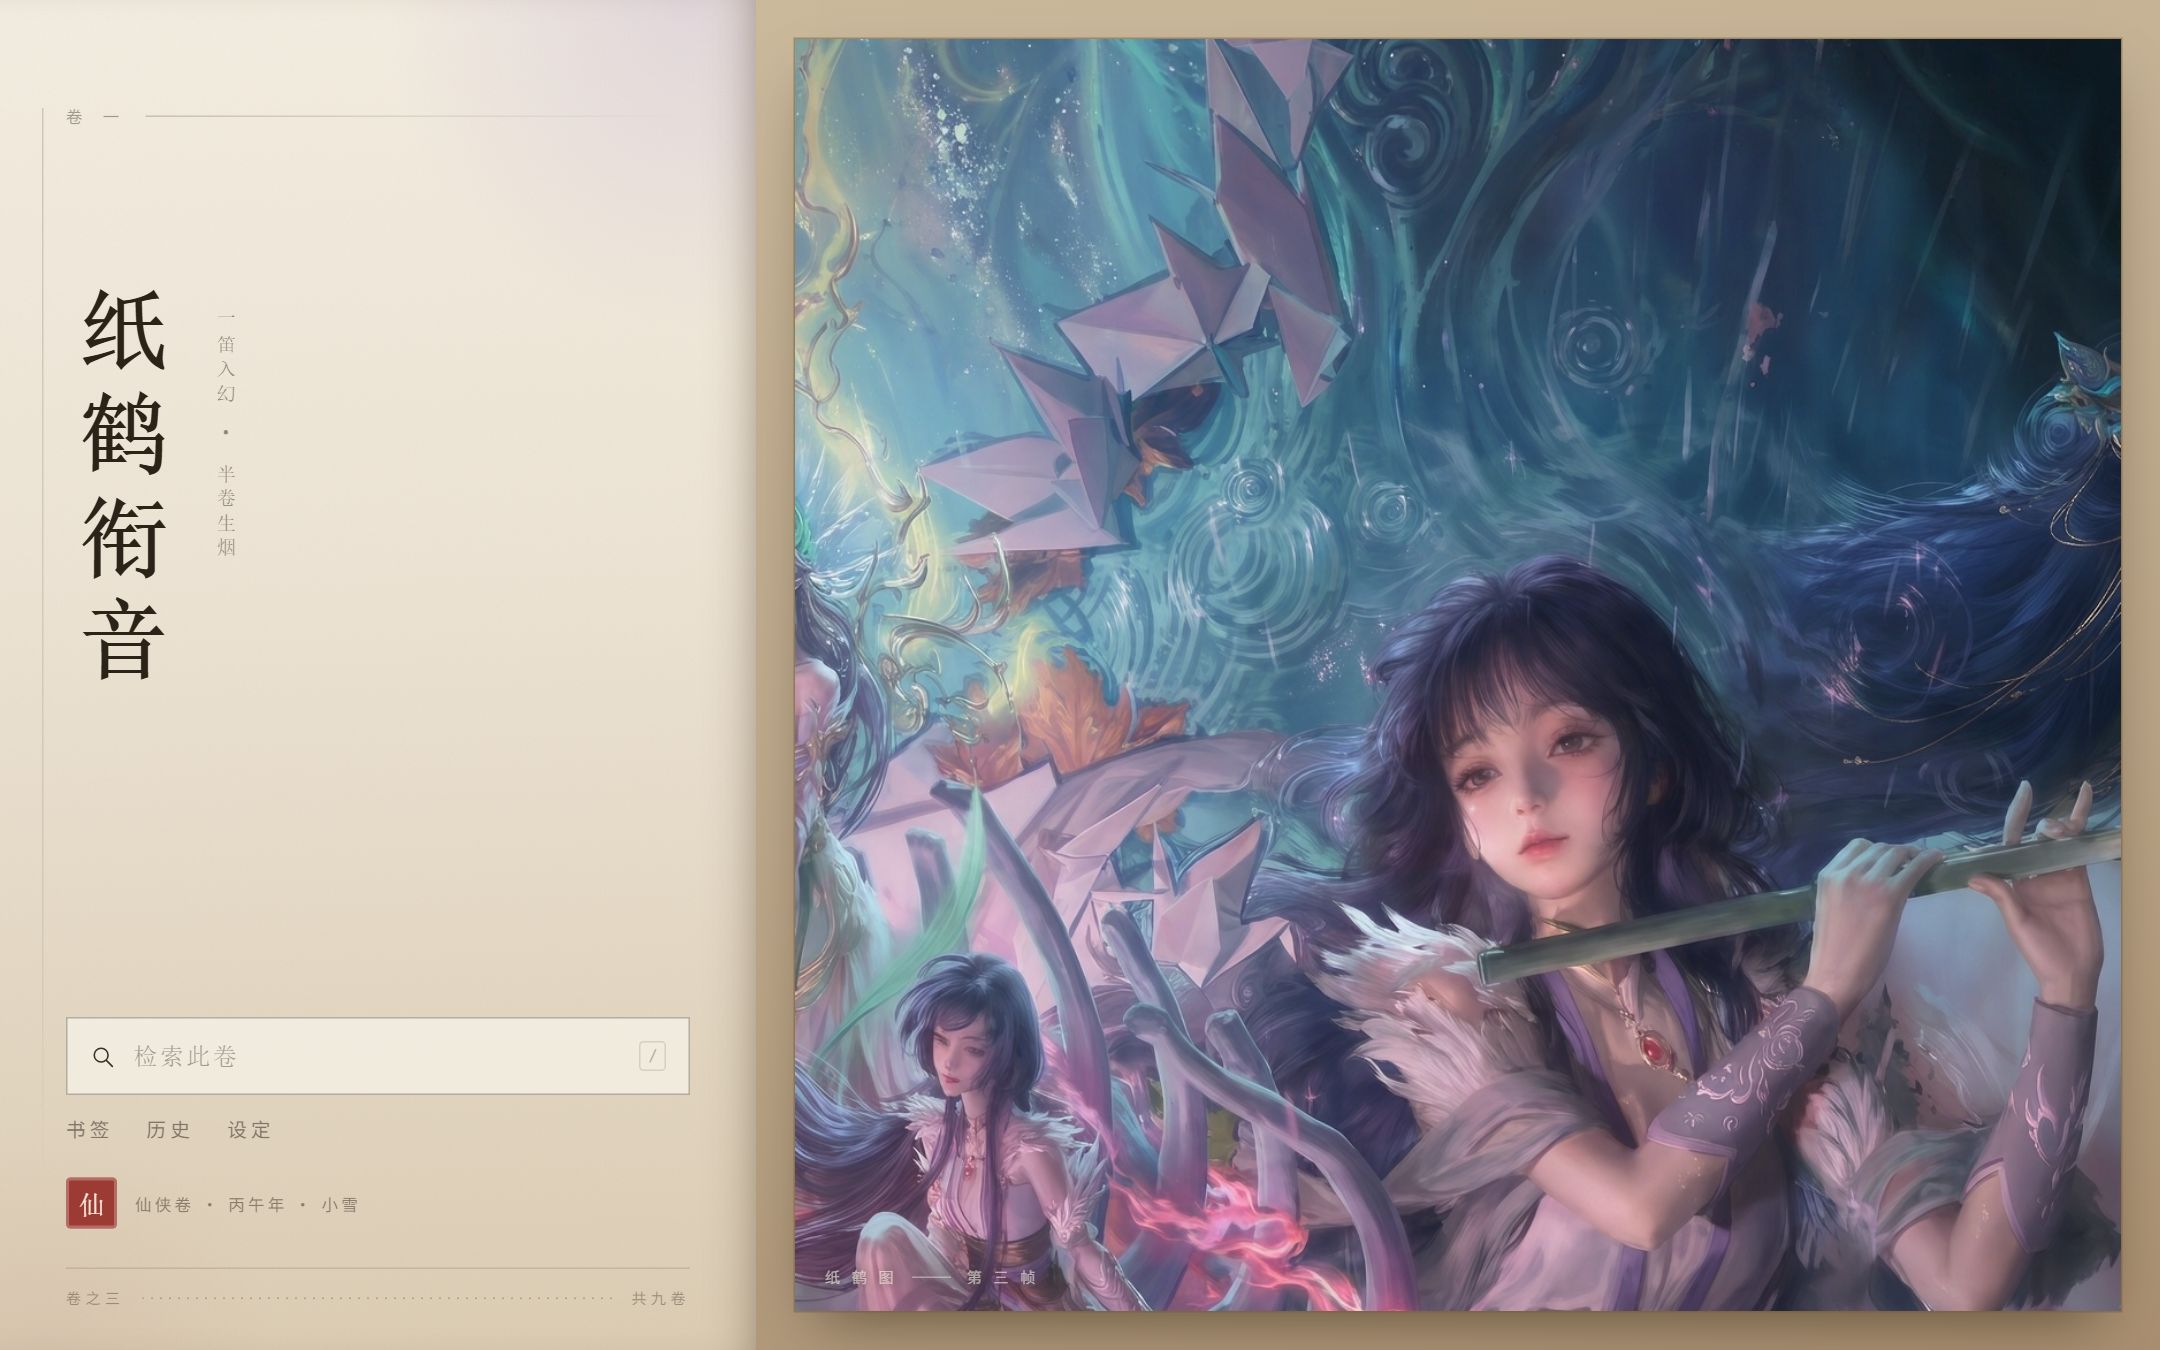 卷 一
纸鹤衔音
一笛入幻 · 半卷生烟
检索此卷 /
书签 历史 设定
仙 仙侠卷 · 丙午年 · 小雪
卷之三 共九卷
纸鹤图 —— 第三帧